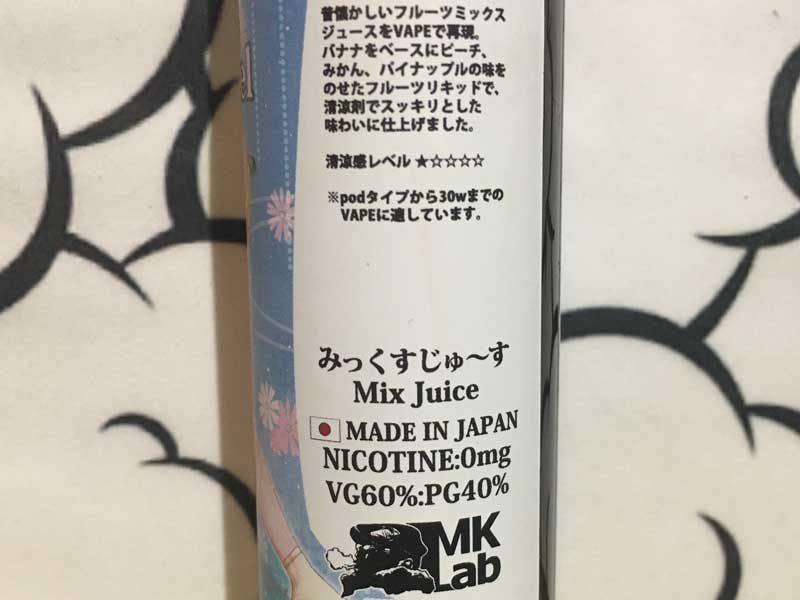 昔懐かしいフルーツミックス
ジュースをVAPEで再現。
バナナをベースにピーチ、
みかん、パイナップルの味を
のせたフルーツリキッドで、
清涼剤でスッキリとした
味わいに仕上げました。
清涼感レベル ★☆☆☆☆
※podタイプから30wまでの
VAPEに適しています。
みっくすじゅ～す
Mix Juice
MADE IN JAPAN
NICOTINE:0mg
VG60%:PG40%
MK
Lab